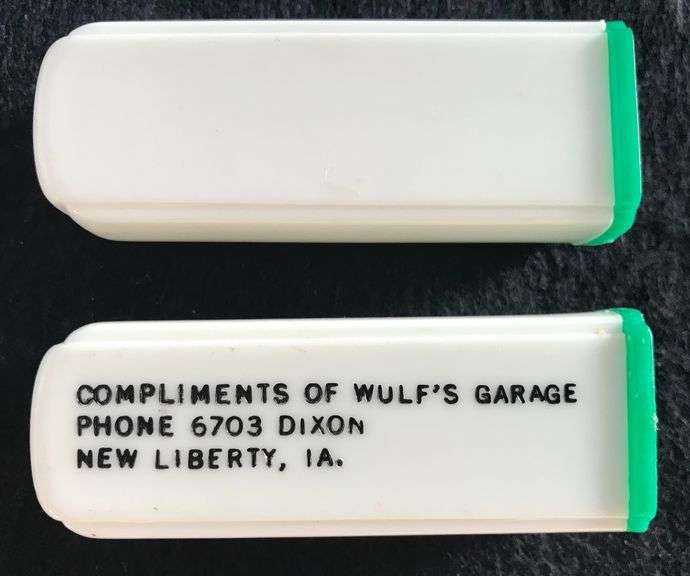 COMPLIMENTS OF WULF'S GARAGE
PHONE 6703 DIXON
NEW LIBERTY, IA.